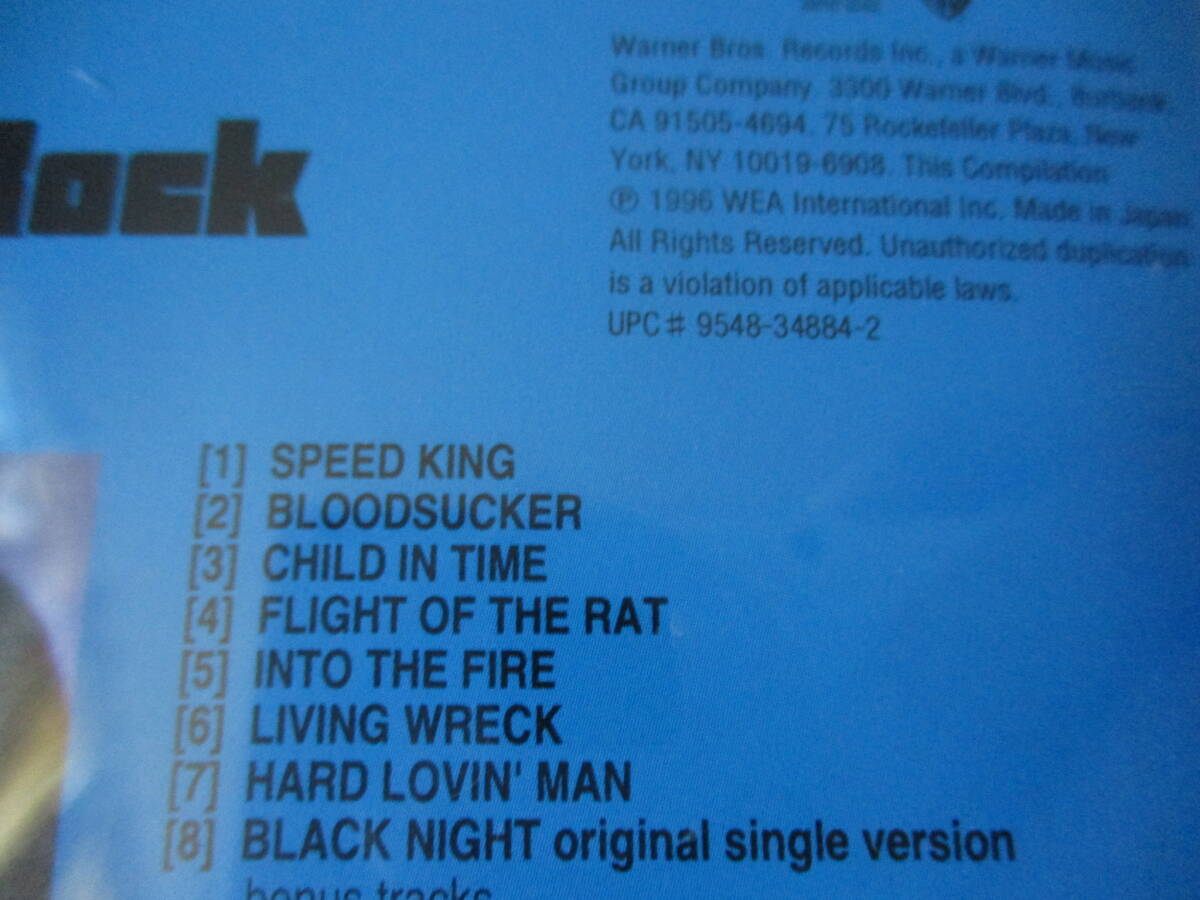 Warner Bros. Records Inc., a Warner Music
Group Company. 3300 Warner Blvd., Burbank,
CA 91505-4694. 75 Rockefeller Plaza, New
York, NY 10019-6908. This Compilation
℗ 1996 WEA International Inc. Made in Japan.
All Rights Reserved. Unauthorized duplication
is a violation of applicable laws.
UPC# 9548-34884-2
ock
[1] SPEED KING
[2] BLOODSUCKER
[3] CHILD IN TIME
[4] FLIGHT OF THE RAT
[5] INTO THE FIRE
[6] LIVING WRECK
[7] HARD LOVIN' MAN
[8] BLACK NIGHT original single version
bonus tracks